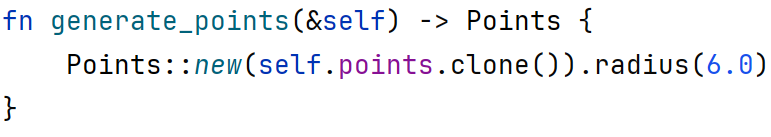 fn generate_points(&self) -> Points {
    Points::new(self.points.clone()).radius(6.0)
}